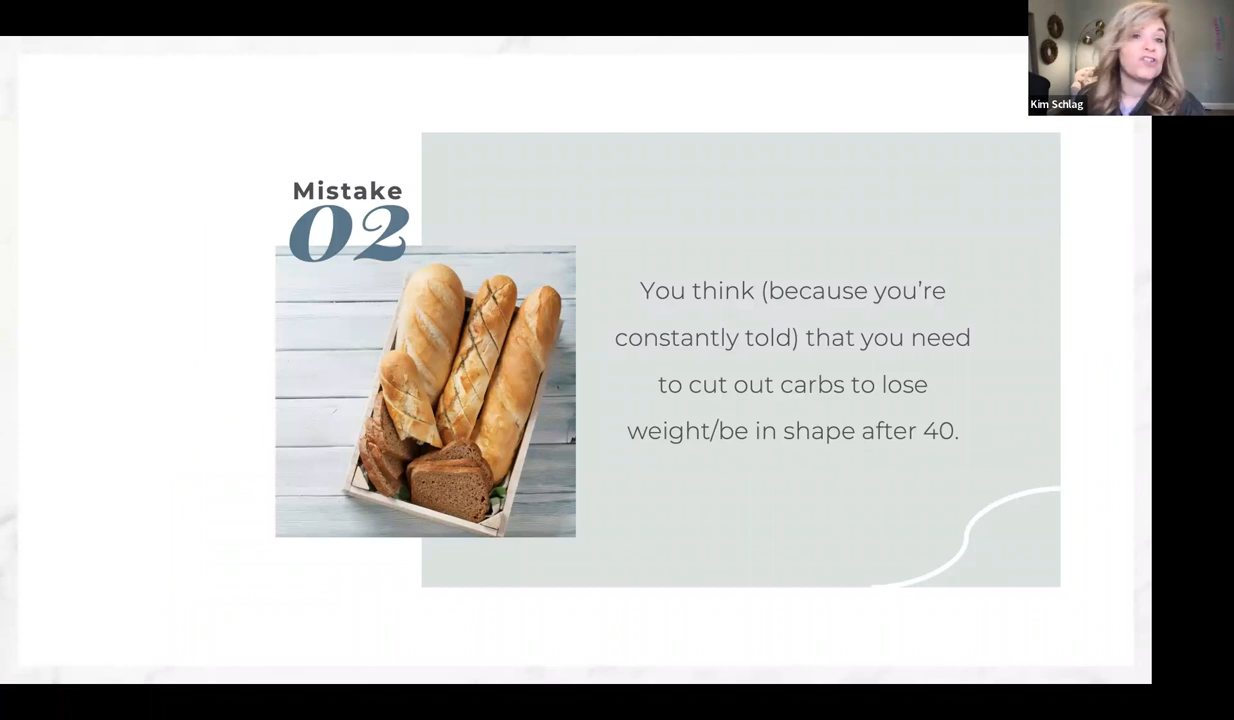 Kim Schlag
Mistake
02
You think (because you're
constantly told) that you need
to cut out carbs to lose
weight/be in shape after 40.